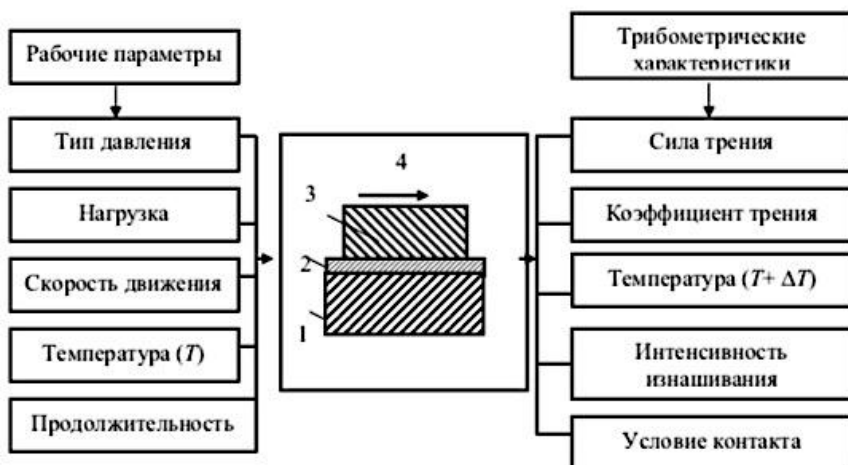 Рабочие параметры
Тип давления
Нагрузка
Скорость движения
Температура (T)
Продолжительность
4
3
2
1
Трибометрические
характеристики
Сила трения
Коэффициент трения
Температура (T+ ΔT)
Интенсивность
изнашивания
Условие контакта